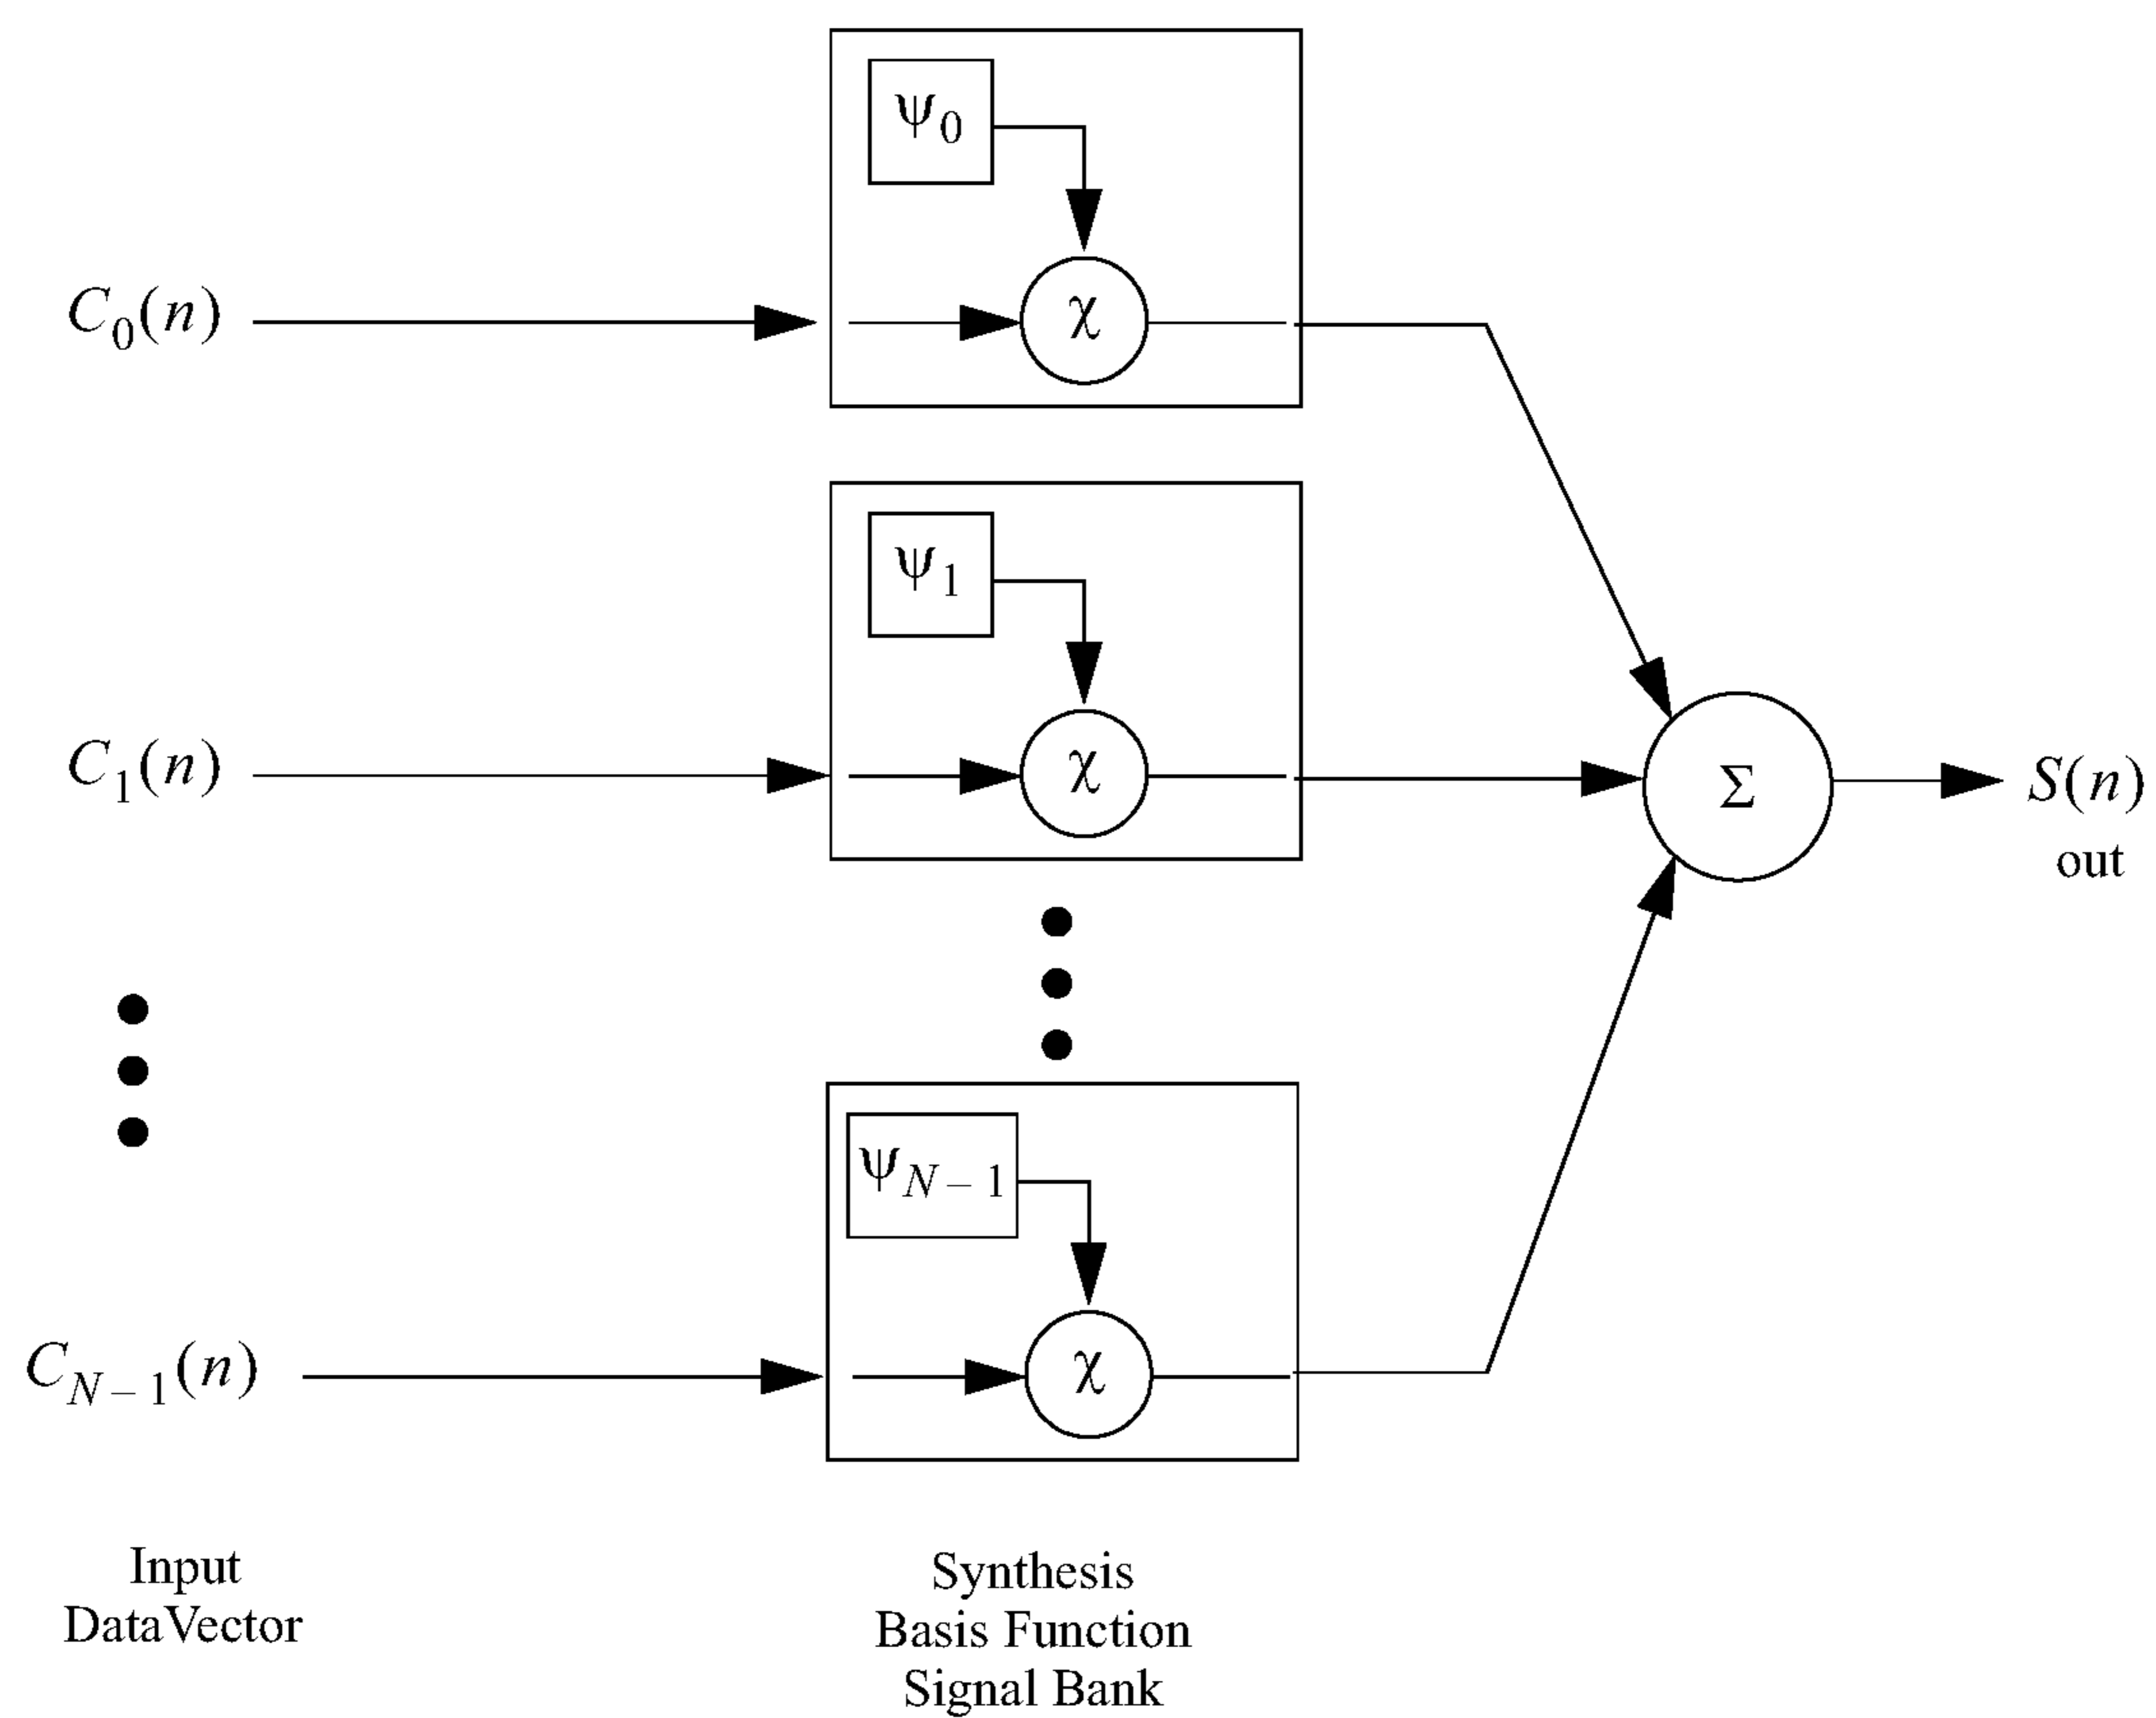 ψ0
C0(n)
χ
ψ1
C1(n)
χ
Σ
S(n)
out
ψN−1
CN−1(n)
χ
Input
DataVector
Synthesis
Basis Function
Signal Bank